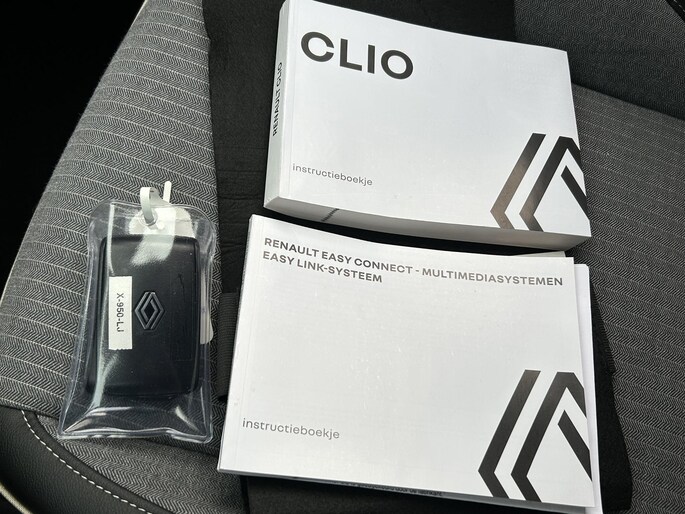 CLIO
RENAULT CLIO
instructieboekje
X-950-LJ
RENAULT EASY CONNECT - MULTIMEDIASYSTEMEN
EASY LINK-SYSTEEM
instructieboekje